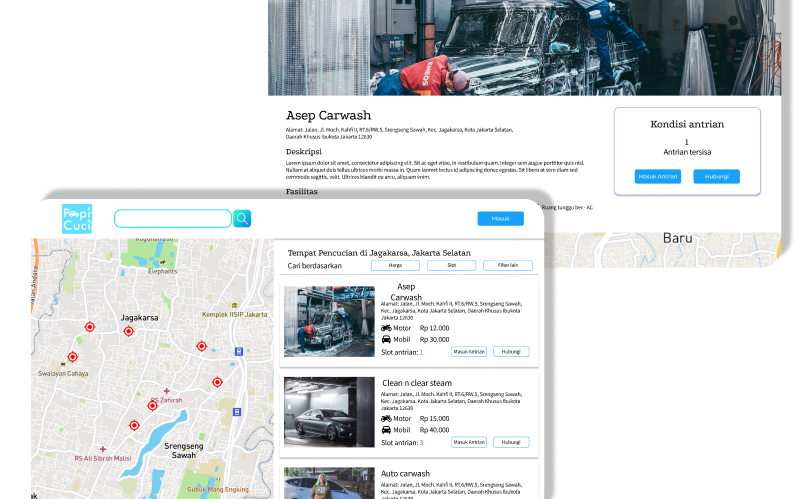 ENEOS
Asep Carwash
Alamat: Jalan, Jl. Moch. Kahfi II, RT.6/RW.5, Srengseng Sawah, Kec. Jagakarsa, Kota Jakarta Selatan,
Daerah Khusus Ibukota Jakarta 12630
Deskripsi
Lorem ipsum dolor sit amet, consectetur adipiscing elit. Sit ac eget vitae, in vestibulum quam. Integer sem augue porttitor quis nisl.
Nullam at aliquet duis tellus ultrices morbi massa in. Quam laoreet lectus id adipiscing donec egestas. Sit libero at sem diam sed
commodo sagittis, velit. Ultrices blandit eu arcu, aliquam enim.
Fasilitas
Ruang tunggu ber - AC
Kondisi antrian
1
Antrian tersisa
Masuk Antrian
Hubungi
Baru
Popi
Cuci
Masuk
Elephants
Komplek IISIP Jakarta
Jagakarsa
Swalayan Cahaya
RS Zahirah
Srengseng
Sawah
RS Ali Sibroh Malisi
Gubuk Mang Engking
Tempat Pencucian di Jagakarsa, Jakarta Selatan
Cari berdasarkan
Harga
Slot
Filter lain
Asep
Carwash
Alamat: Jalan, Jl. Moch. Kahfi II, RT.6/RW.5, Srengseng Sawah,
Kec. Jagakarsa, Kota Jakarta Selatan, Daerah Khusus Ibukota
Jakarta 12630
Motor Rp 12.000
Mobil Rp 30.000
Slot antrian: 1
Masuk Antrian
Hubungi
Clean n clear steam
Alamat: Jalan, Jl. Moch. Kahfi II, RT.6/RW.5, Srengseng Sawah,
Kec. Jagakarsa, Kota Jakarta Selatan, Daerah Khusus Ibukota
Jakarta 12630
Motor Rp 15.000
Mobil Rp 40.000
Slot antrian: 3
Masuk Antrian
Hubungi
Auto carwash
Alamat: Jalan, Jl. Moch. Kahfi II, RT.6/RW.5, Srengseng Sawah,
Kec. Jagakarsa, Kota Jakarta Selatan, Daerah Khusus Ibukota